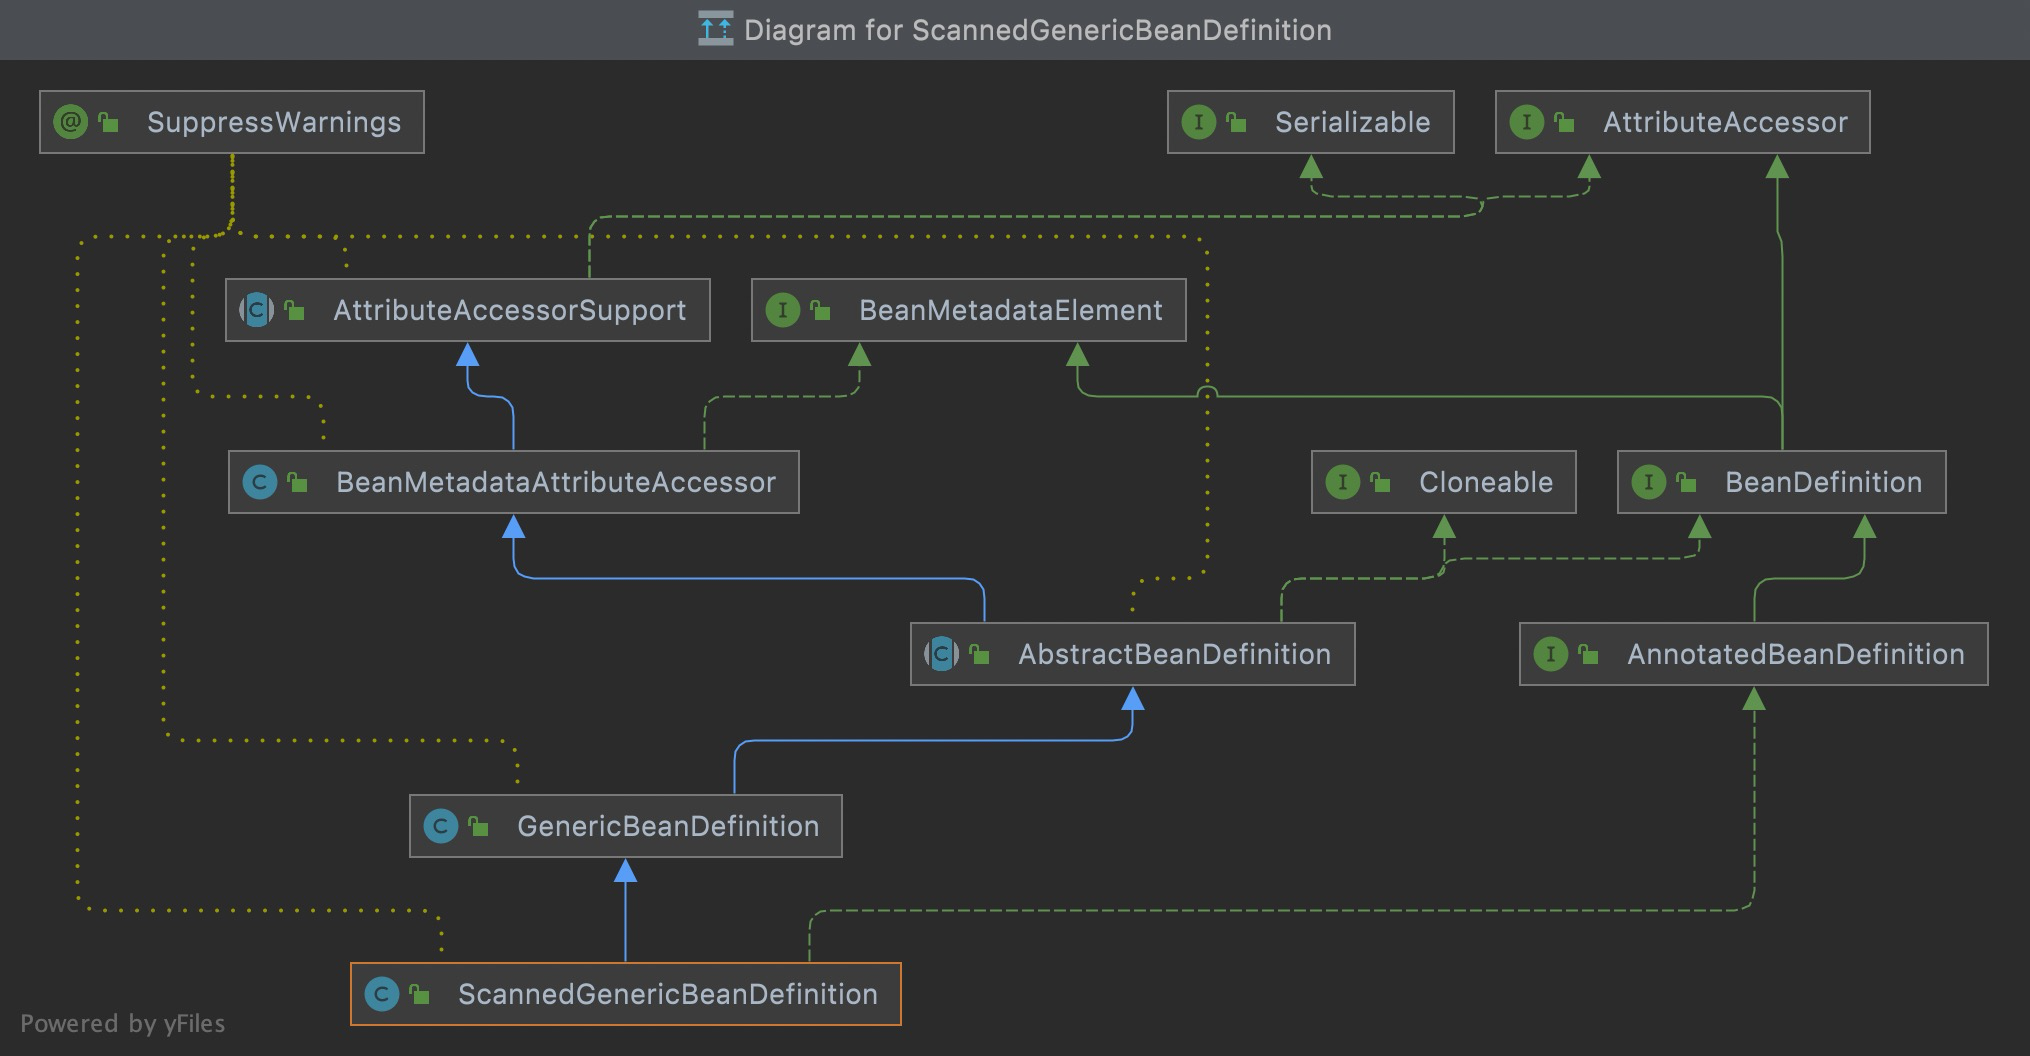 Diagram for ScannedGenericBeanDefinition
@ SuppressWarnings
I Serializable
I AttributeAccessor
C AttributeAccessorSupport
I BeanMetadataElement
C BeanMetadataAttributeAccessor
I Cloneable
I BeanDefinition
C AbstractBeanDefinition
I AnnotatedBeanDefinition
C GenericBeanDefinition
C ScannedGenericBeanDefinition
Powered by yFiles